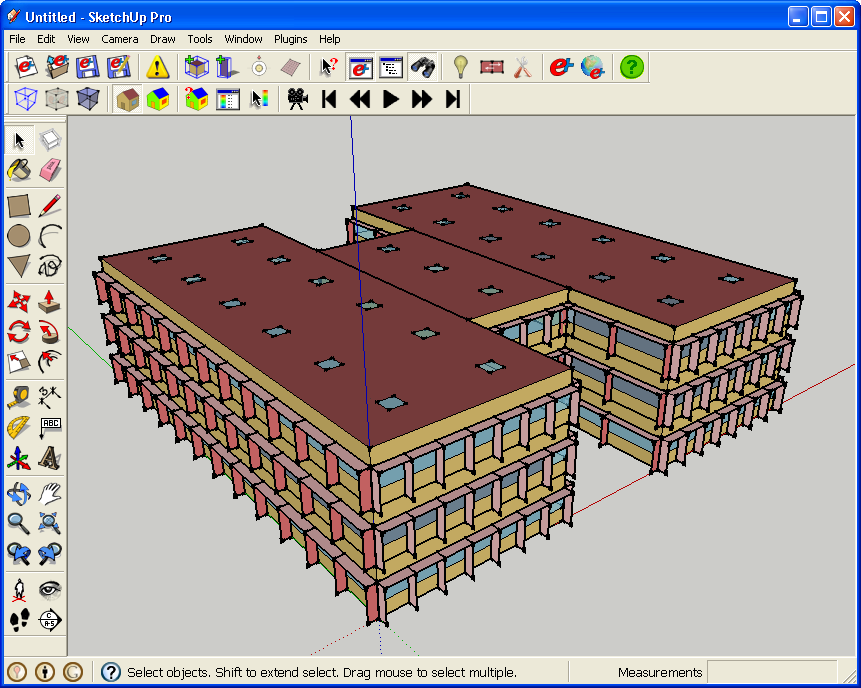 Untitled - SketchUp Pro
File Edit View Camera Draw Tools Window Plugins Help
ABC
Select objects. Shift to extend select. Drag mouse to select multiple.
Measurements